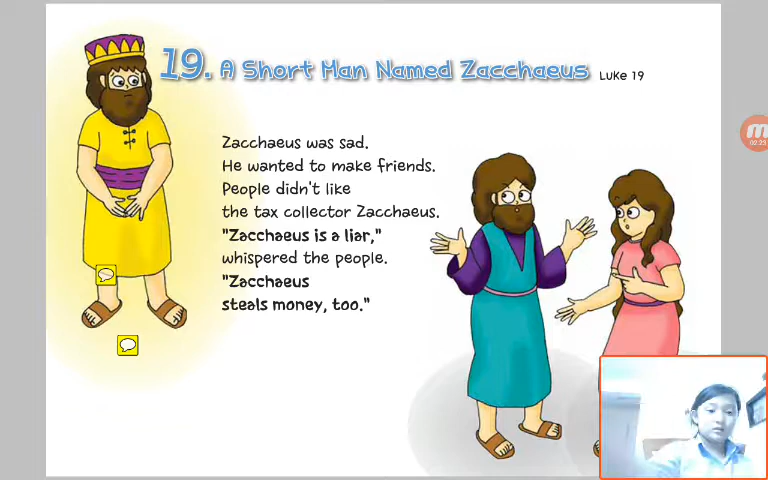 19. A Short Man Named Zacchaeus Luke 19
Zacchaeus was sad.
He wanted to make friends.
People didn't like
the tax collector Zacchaeus.
"Zacchaeus is a liar,"
whispered the people.
"Zacchaeus
steals money, too."